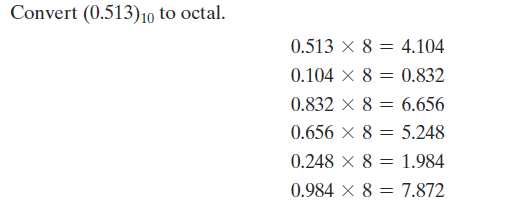 Convert (0.513)10 to octal.
0.513 × 8 = 4.104
0.104 × 8 = 0.832
0.832 × 8 = 6.656
0.656 × 8 = 5.248
0.248 × 8 = 1.984
0.984 × 8 = 7.872